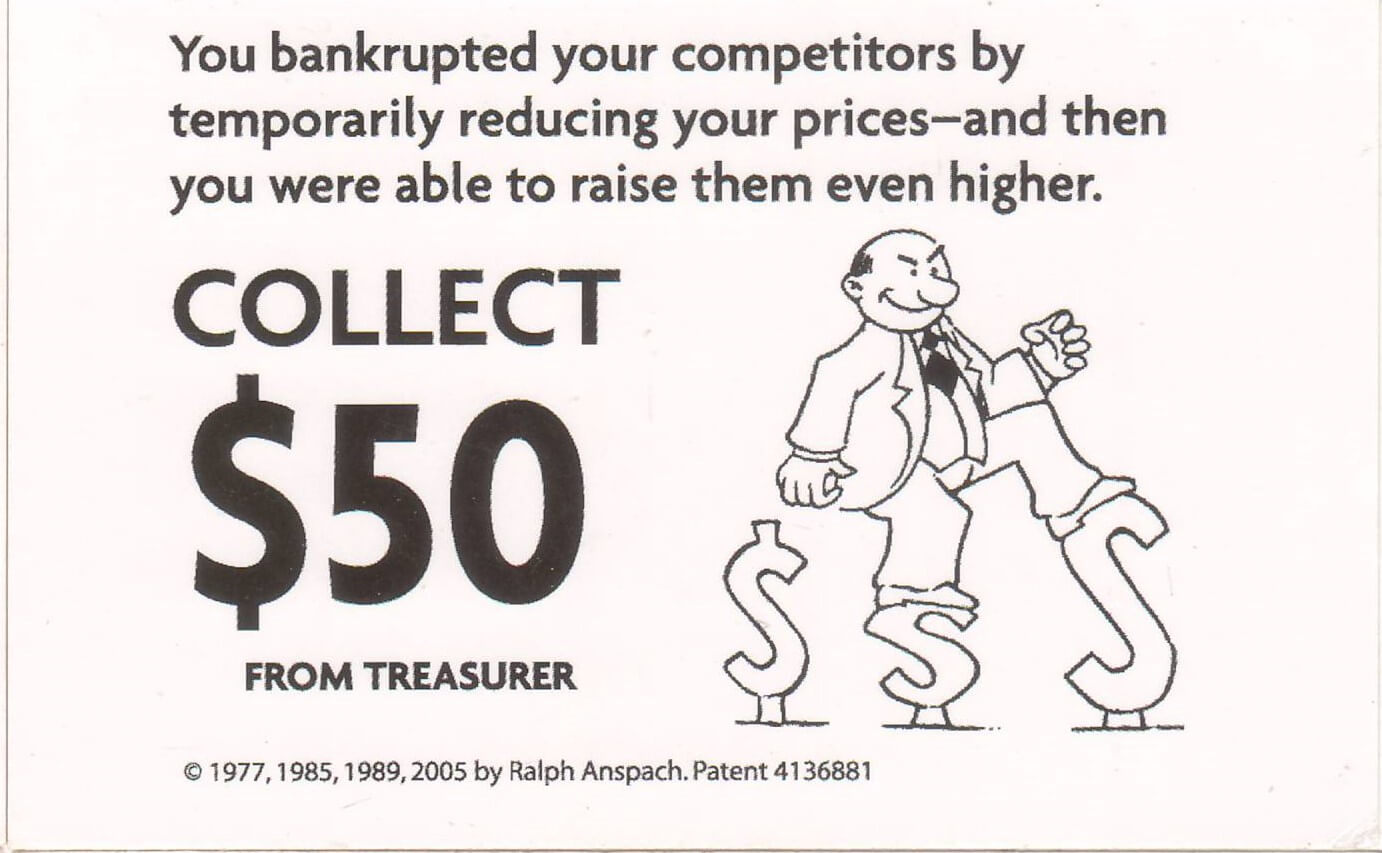 You bankrupted your competitors by
temporarily reducing your prices—and then
you were able to raise them even higher.
COLLECT
$50
FROM TREASURER
© 1977, 1985, 1989, 2005 by Ralph Anspach. Patent 4136881
$ $ $